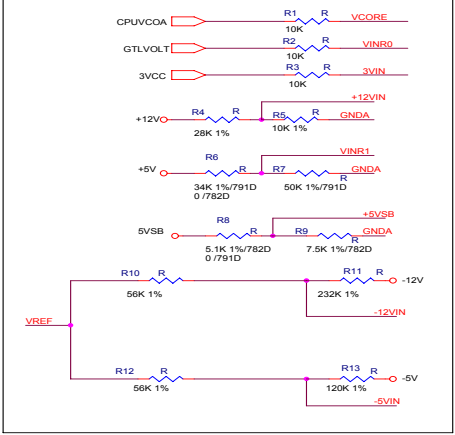 CPUVCOA R1 R VCORE
10K
GTLVOLT R2 R VINR0
10K
3VCC R3 R 3VIN
10K
+12VIN
+12V R4 R R5 R GNDA
28K 1% 10K 1%
VINR1
+5V R6 R R7 R GNDA
34K 1%/791D 50K 1%/791D
0 /782D
+5VSB
5VSB R8 R R9 R GNDA
5.1K 1%/782D 7.5K 1%/782D
0 /791D
R10 R R11 R -12V
56K 1% 232K 1%
-12VIN
VREF
R12 R R13 R -5V
56K 1% 120K 1%
-5VIN